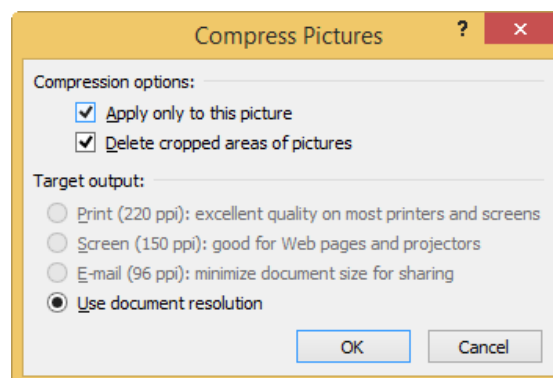 Compress Pictures
Compression options:
Apply only to this picture
Delete cropped areas of pictures
Target output:
Print (220 ppi): excellent quality on most printers and screens
Screen (150 ppi): good for Web pages and projectors
E-mail (96 ppi): minimize document size for sharing
Use document resolution
OK Cancel